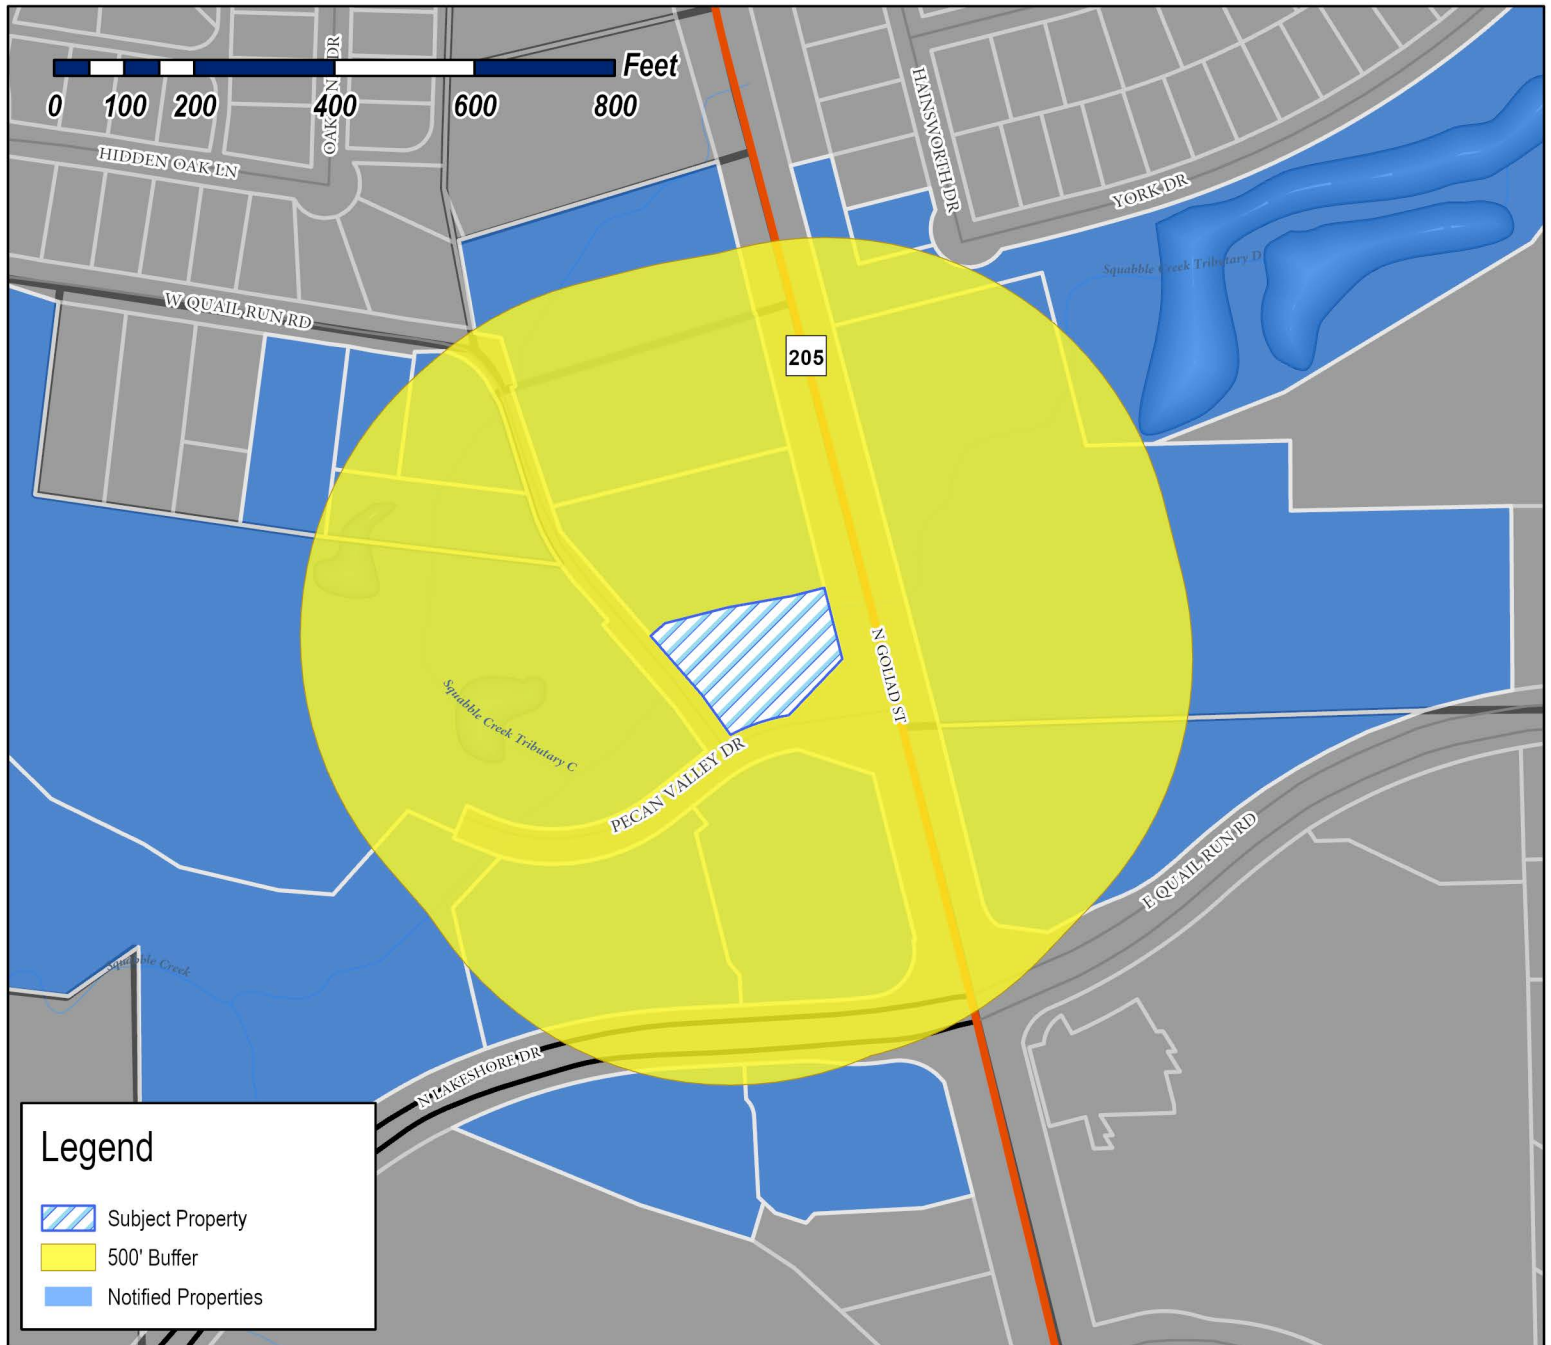 Feet
0 100 200 400 600 800
HIDDEN OAK LN
HAINSWORTH DR
YORK DR
Squabble Creek Tributary D
W QUAIL RUN RD
205
N GOLIAD ST
Squabble Creek Tributary C
PECAN VALLEY DR
E QUAIL RUN RD
Squabble Creek
N LAKESHORE DR
Legend
Subject Property
500' Buffer
Notified Properties